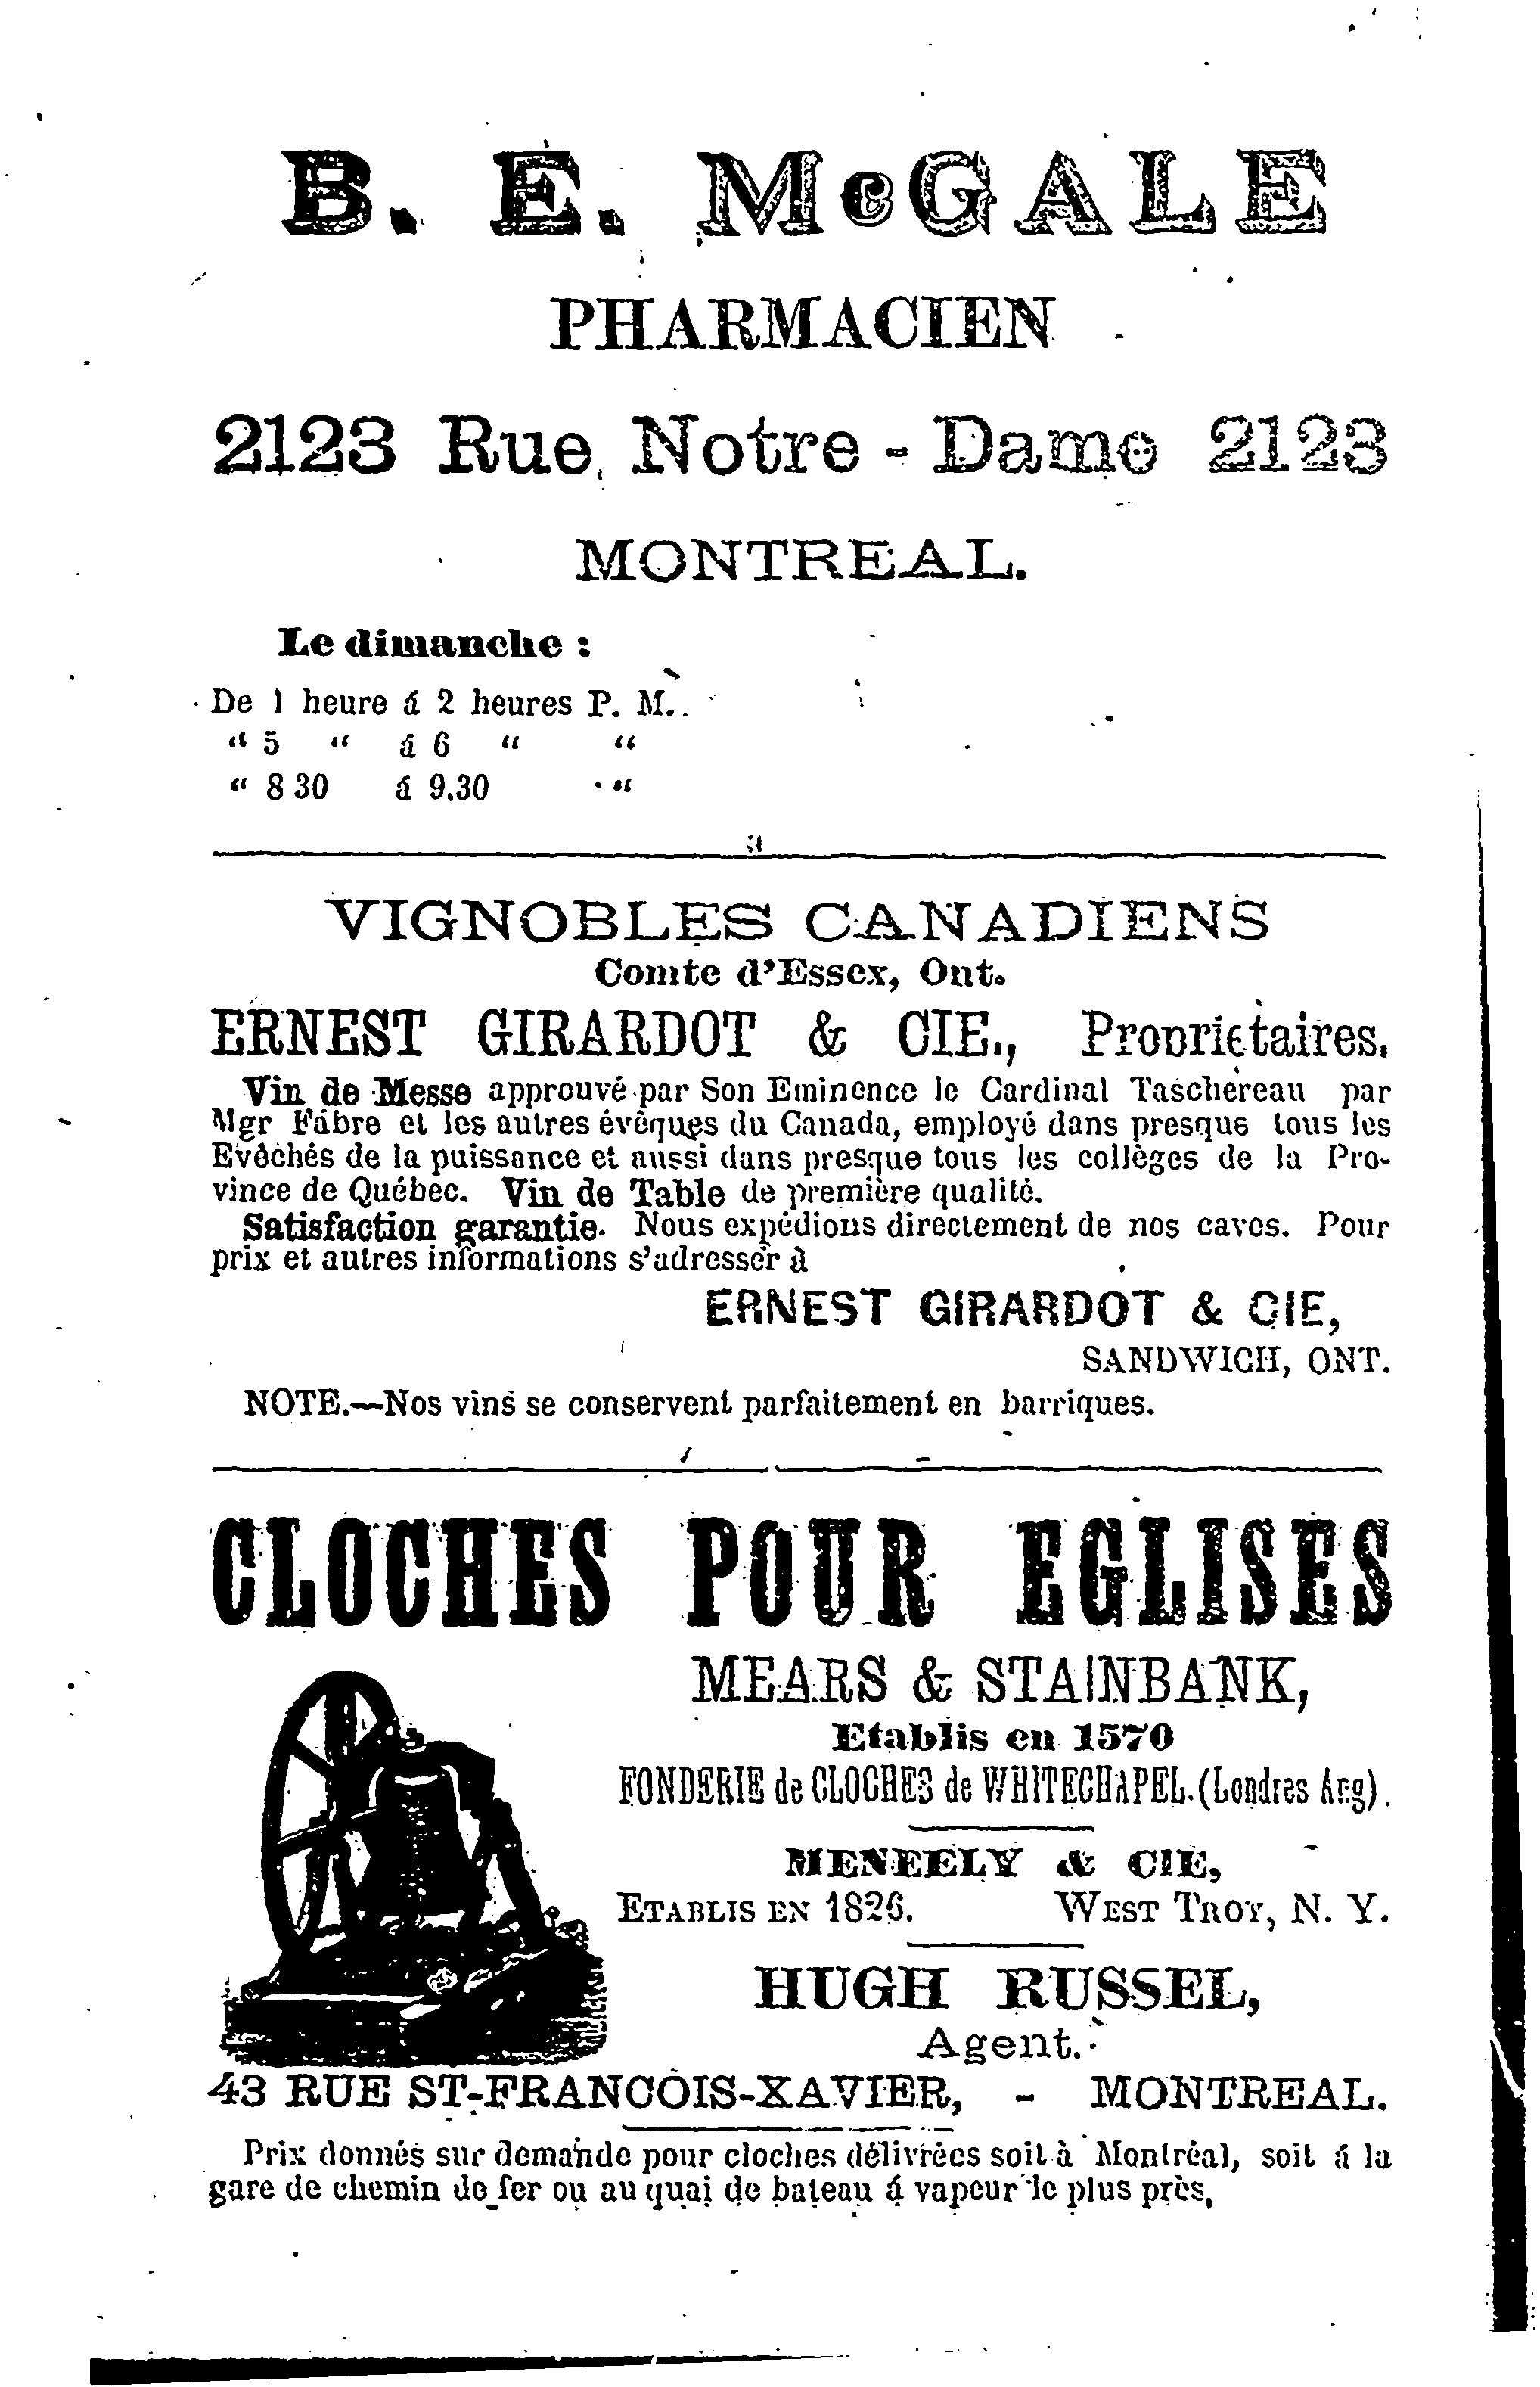 B. E. McGALE
PHARMACIEN
2123 Rue Notre-Dame 2123
MONTREAL.
Le dimanche :
De 1 heure á 2 heures P. M.
“ 5 “ á 6 “ “
“ 8 30 á 9.30 “
VIGNOBLES CANADIENS
Comte d'Essex, Ont.
ERNEST GIRARDOT & CIE., Proprietaires.
Vin de Messe approuvé par Son Eminence le Cardinal Taschereau par
Mgr Fabre et les autres évêques du Canada, employé dans presque tous les
Evêchés de la puissance et aussi dans presque tous les collèges de la Pro-
vince de Québec. Vin de Table de première qualité.
Satisfaction garantie. Nous expédions directement de nos caves. Pour
prix et autres informations s'adresser à
ERNEST GIRARDOT & CIE,
SANDWICH, ONT.
NOTE.—Nos vins se conservent parfaitement en barriques.
CLOCHES POUR EGLISES
MEARS & STAINBANK,
Etablis en 1570
FONDERIE de CLOCHES de WHITECHAPEL. (Londres Ang).
MENEELY & CIE,
ETABLIS EN 1826. WEST TROY, N. Y.
HUGH RUSSEL,
Agent.
43 RUE ST-FRANCOIS-XAVIER, - MONTREAL.
Prix donnés sur demande pour cloches délivrées soit à Montréal, soit á la
gare de chemin de fer ou au quai de bateau á vapeur le plus près.